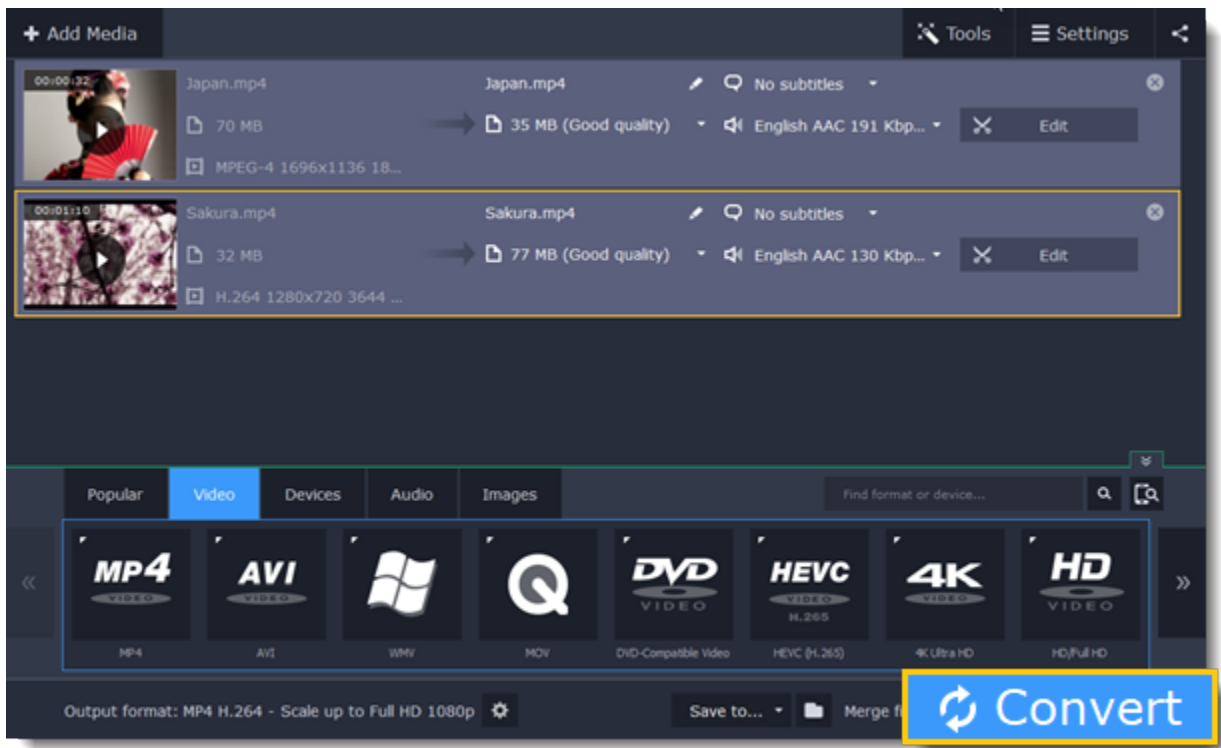 Add Media
Tools
Settings
00:00:32
Japan.mp4
Japan.mp4
No subtitles
70 MB
35 MB (Good quality)
English AAC 191 Kbp...
Edit
MPEG-4 1696x1136 18...
00:01:10
Sakura.mp4
Sakura.mp4
No subtitles
32 MB
77 MB (Good quality)
English AAC 130 Kbp...
Edit
H.264 1280x720 3644 ...
Popular
Video
Devices
Audio
Images
Find format or device...
MP4
VIDEO
AVI
VIDEO
DVD
VIDEO
HEVC
VIDEO
H.265
4K
VIDEO
HD
VIDEO
MP4
AVI
WMV
MOV
DVD-Compatible Video
HEVC (H.265)
4K Ultra HD
HD/Full HD
Output format: MP4 H.264 - Scale up to Full HD 1080p
Save to...
Merge f
Convert